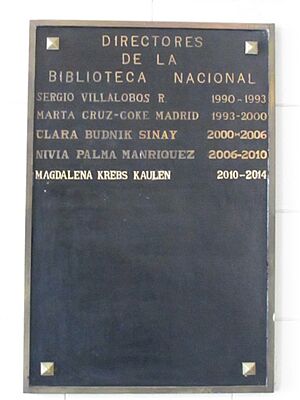 DIRECTORES
DE LA
BIBLIOTECA NACIONAL
SERGIO VILLALOBOS R. 1990-1993
MARTA CRUZ-COKE MADRID 1993-2000
CLARA BUDNIK SINAY 2000-2006
NIVIA PALMA MANRIQUEZ 2006-2010
MAGDALENA KREBS KAULEN 2010-2014